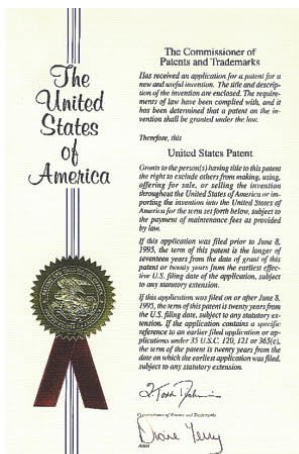 The
United
States
of
America
The Commissioner of
Patents and Trademarks
Has received an application for a patent for a
new and useful invention. The title and descrip-
tion of the invention are enclosed. The require-
ments of law have been complied with, and it
has been determined that a patent on the in-
vention shall be granted under the law.
Therefore, this
United States Patent
Grants to the person(s) having title to this patent
the right to exclude others from making, using,
offering for sale, or selling the invention
throughout the United States of America or im-
porting the invention into the United States of
America for the term set forth below, subject to
the payment of maintenance fees as provided
by law.
If this application was filed prior to June 8,
1995, the term of this patent is the longer of
seventeen years from the date of grant of this
patent or twenty years from the earliest effec-
tive U.S. filing date of the application, subject
to any statutory extension.
If this application was filed on or after June 8,
1995, the term of this patent is twenty years from
the U.S. filing date, subject to any statutory ex-
tension. If the application contains a specific
reference to an earlier filed application or ap-
plications under 35 U.S.C. 120, 121 or 365(c),
the term of the patent is twenty years from the
date on which the earliest application was filed,
subject to any statutory extension.
Commissioner of Patents and Trademarks